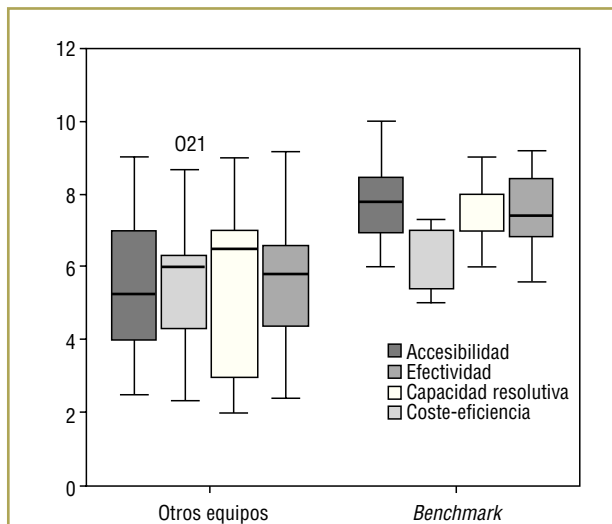 12
10
8
6
4
2
0
O21
Accesibilidad
Efectividad
Capacidad resolutiva
Coste-eficiencia
Otros equipos
Benchmark